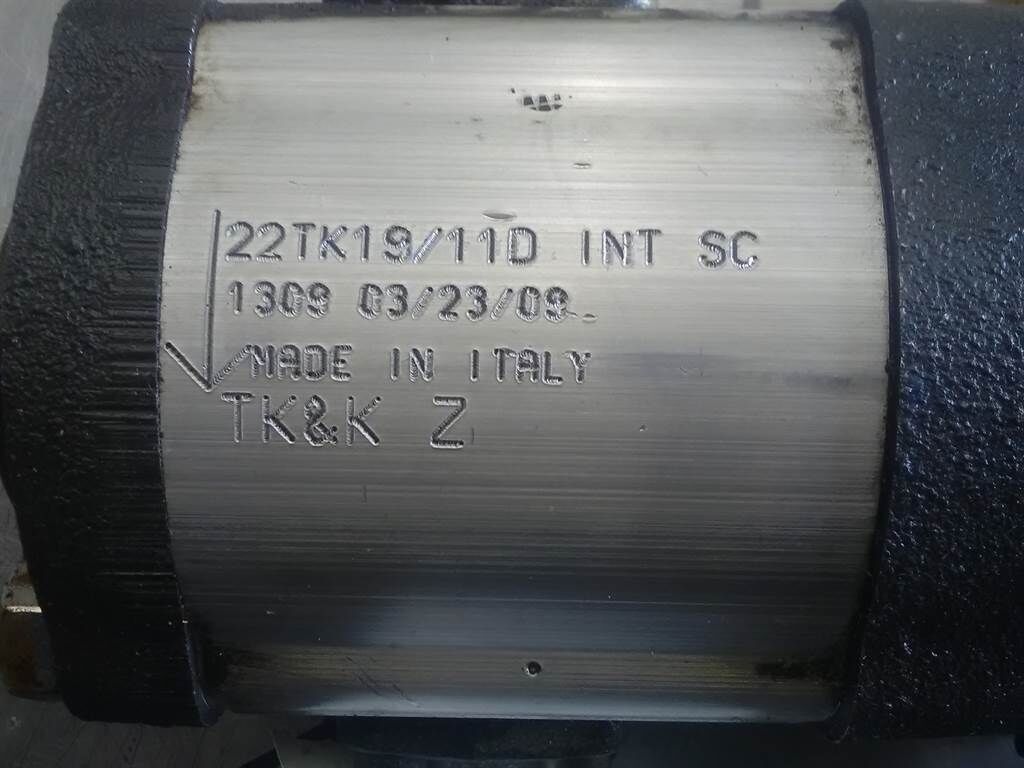 22TK19/11D INT SC
1309 03/23/09
MADE IN ITALY
TK&K Z